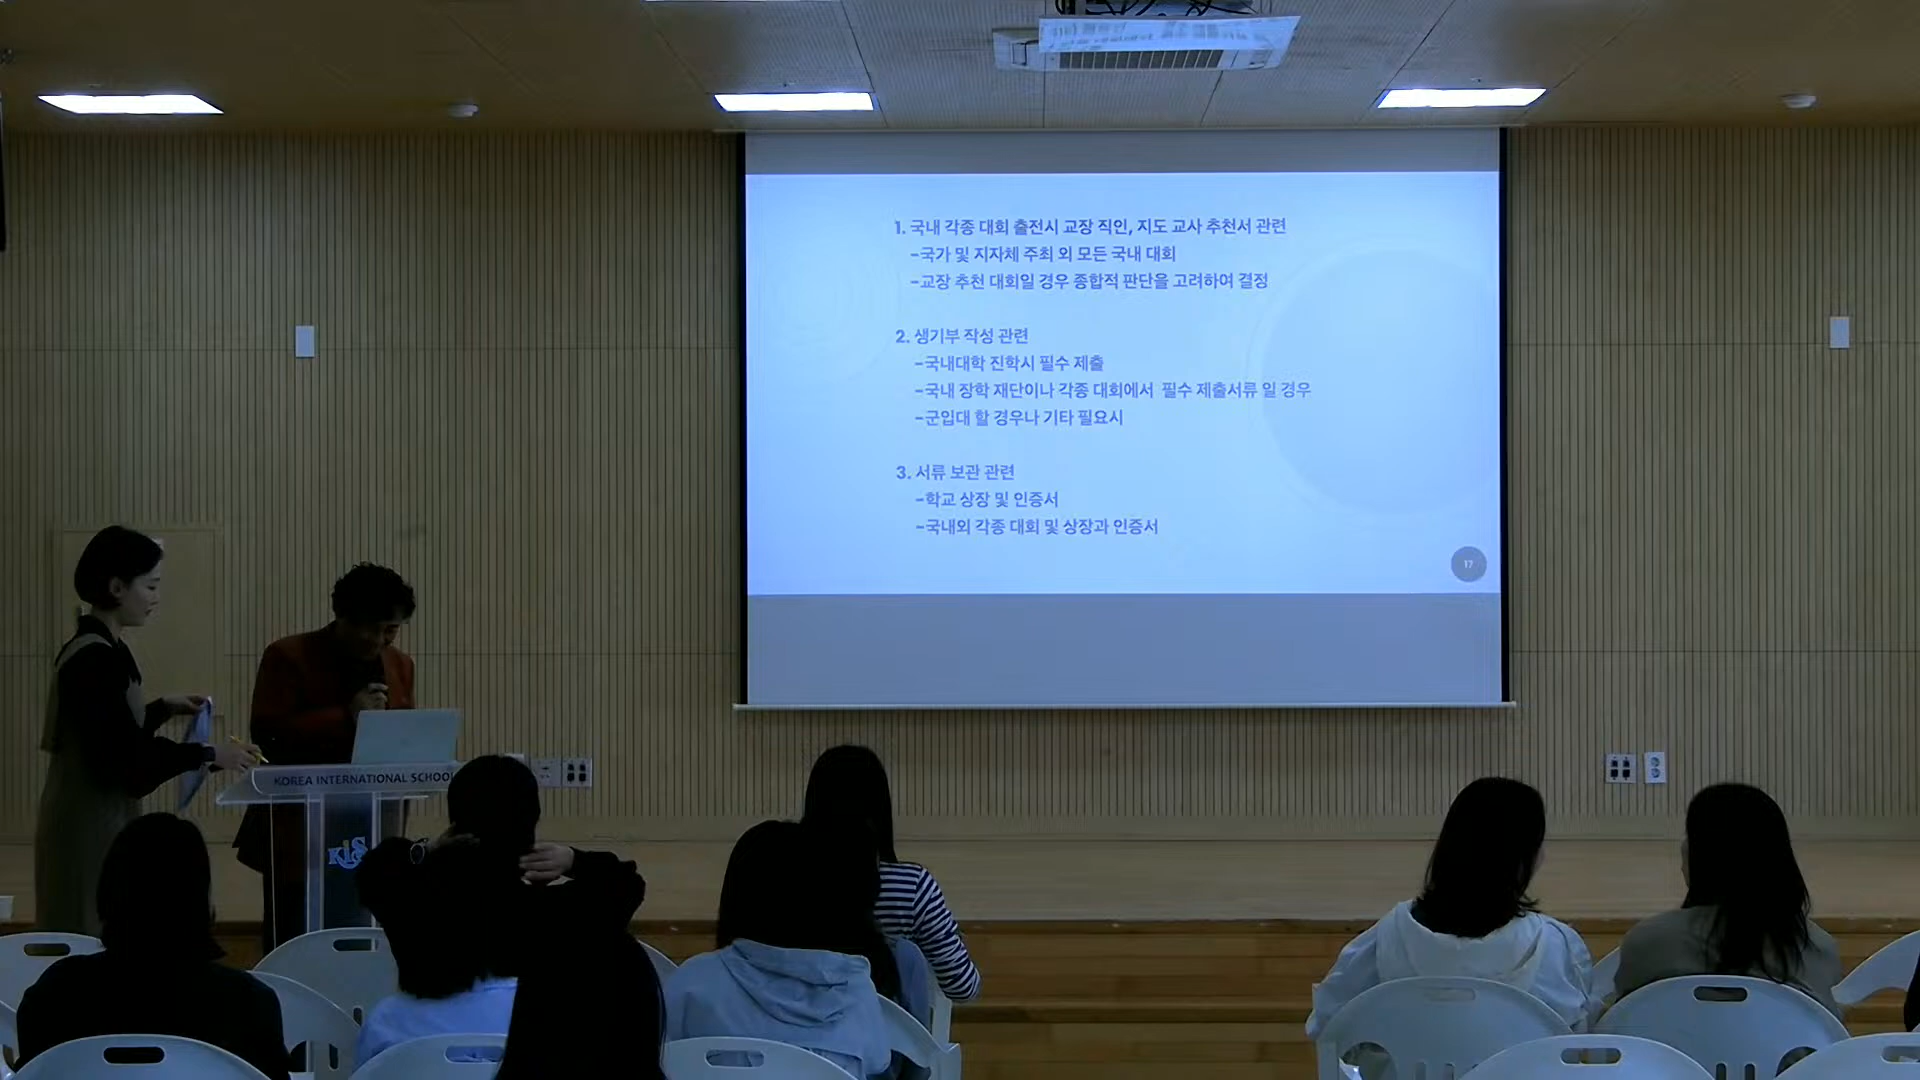 1. 국내 각종 대회 출전시 교장 직인, 지도 교사 추천서 관련
-국가 및 지자체 주최 외 모든 국내 대회
-교장 추천 대회일 경우 종합적 판단을 고려하여 결정
2. 생기부 작성 관련
-국내대학 진학시 필수 제출
-국내 장학 재단이나 각종 대회에서 필수 제출서류 일 경우
-군입대 할 경우나 기타 필요시
3. 서류 보관 관련
-학교 상장 및 인증서
-국내외 각종 대회 및 상장과 인증서
17
KOREA INTERNATIONAL SCHOOL
KIS